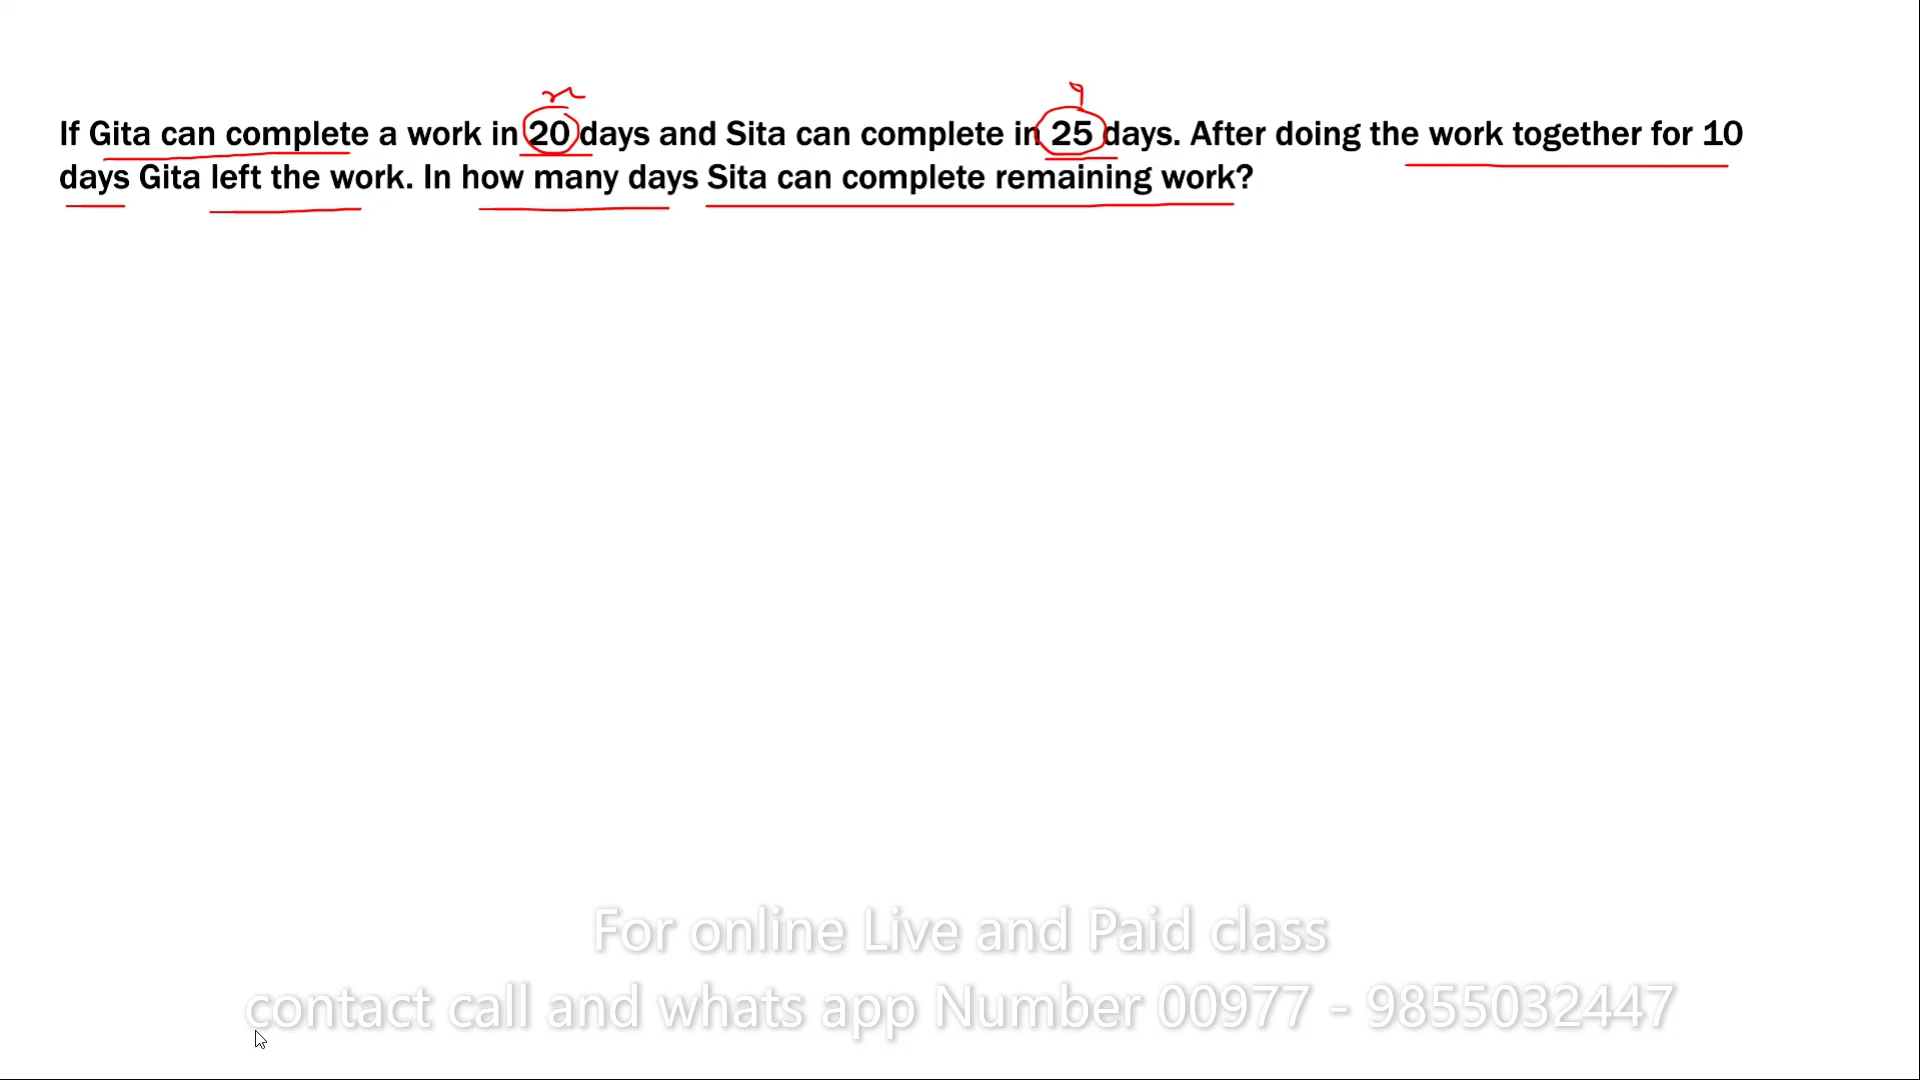 x y
If Gita can complete a work in 20 days and Sita can complete in 25 days. After doing the work together for 10
days Gita left the work. In how many days Sita can complete remaining work?
For online Live and Paid class
contact call and whats app Number 00977 - 9855032447